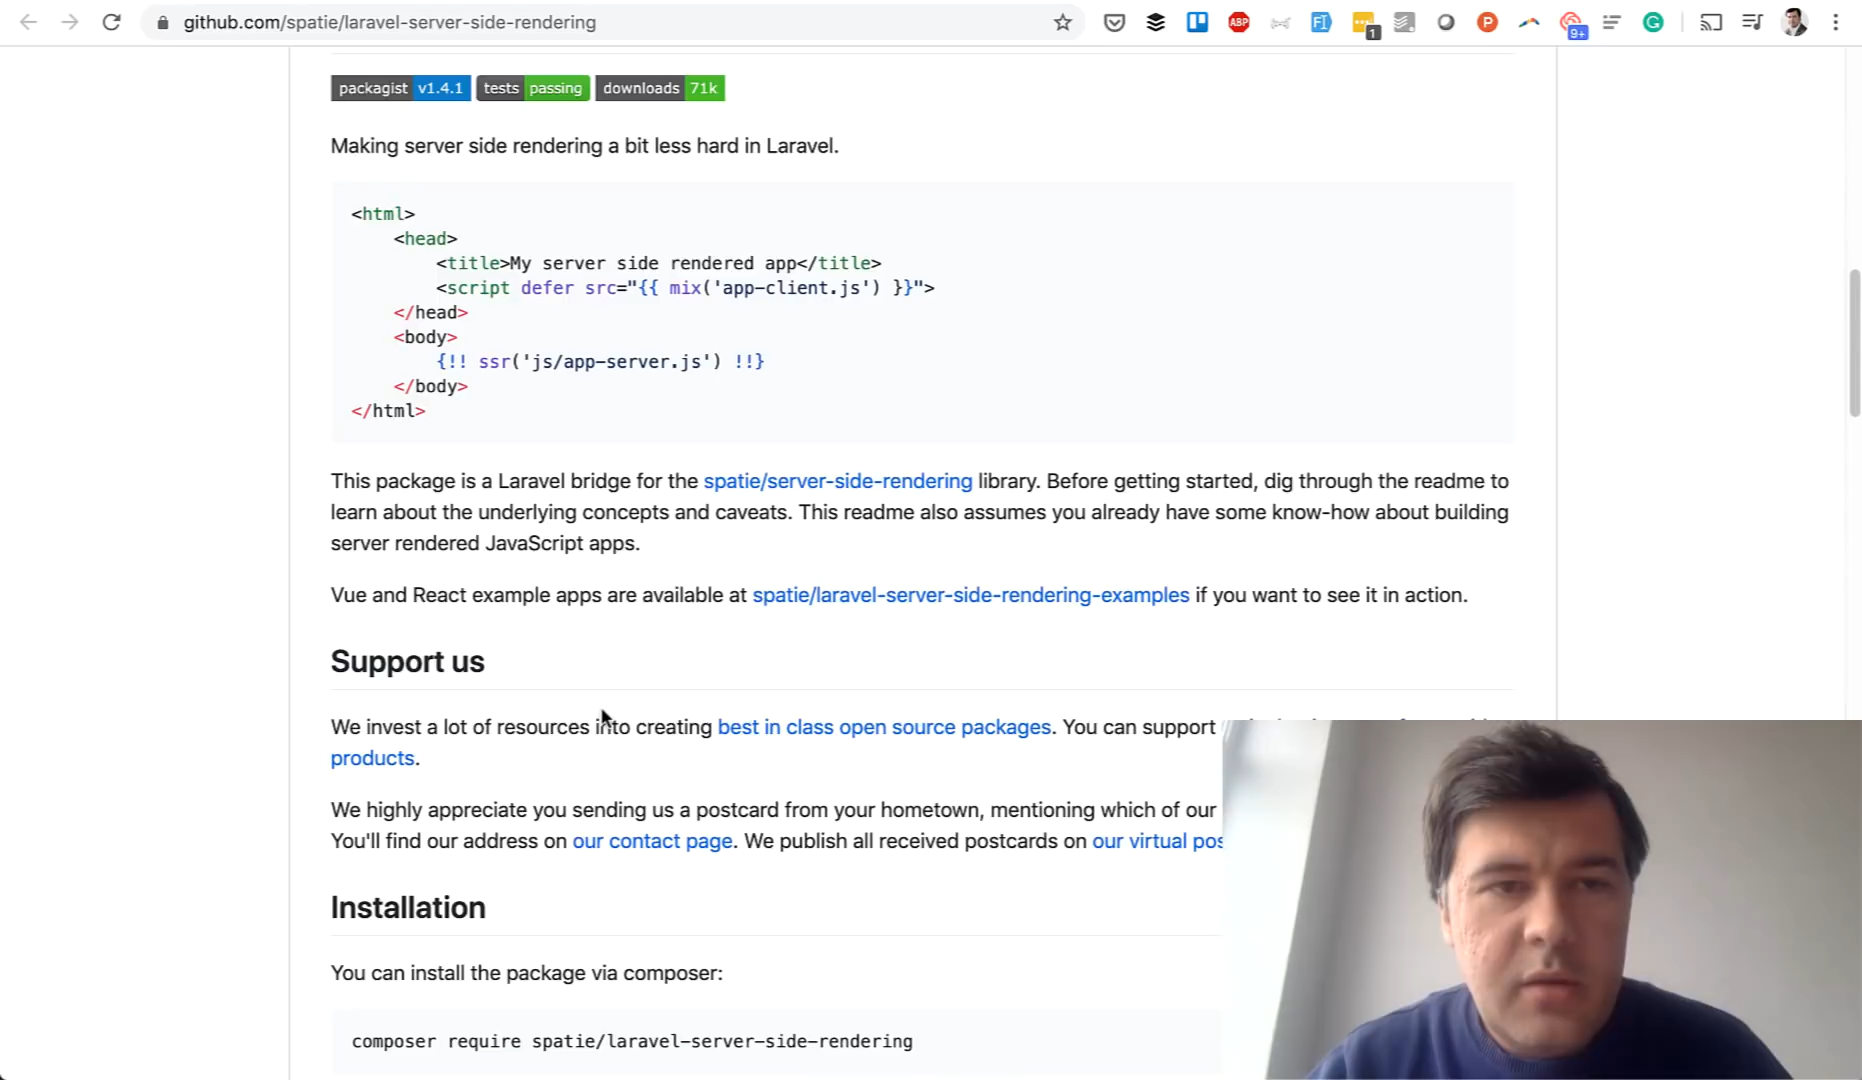 github.com/spatie/laravel-server-side-rendering
ABP
1
P
9+
G
packagist v1.4.1 tests passing downloads 71k
Making server side rendering a bit less hard in Laravel.
<html>
<head>
<title>My server side rendered app</title>
<script defer src="{{ mix('app-client.js') }}">
</head>
<body>
{!! ssr('js/app-server.js') !!}
</body>
</html>
This package is a Laravel bridge for the spatie/server-side-rendering library. Before getting started, dig through the readme to
learn about the underlying concepts and caveats. This readme also assumes you already have some know-how about building
server rendered JavaScript apps.
Vue and React example apps are available at spatie/laravel-server-side-rendering-examples if you want to see it in action.
Support us
We invest a lot of resources into creating best in class open source packages. You can support
products.
We highly appreciate you sending us a postcard from your hometown, mentioning which of our
You'll find our address on our contact page. We publish all received postcards on our virtual pos
Installation
You can install the package via composer:
composer require spatie/laravel-server-side-rendering